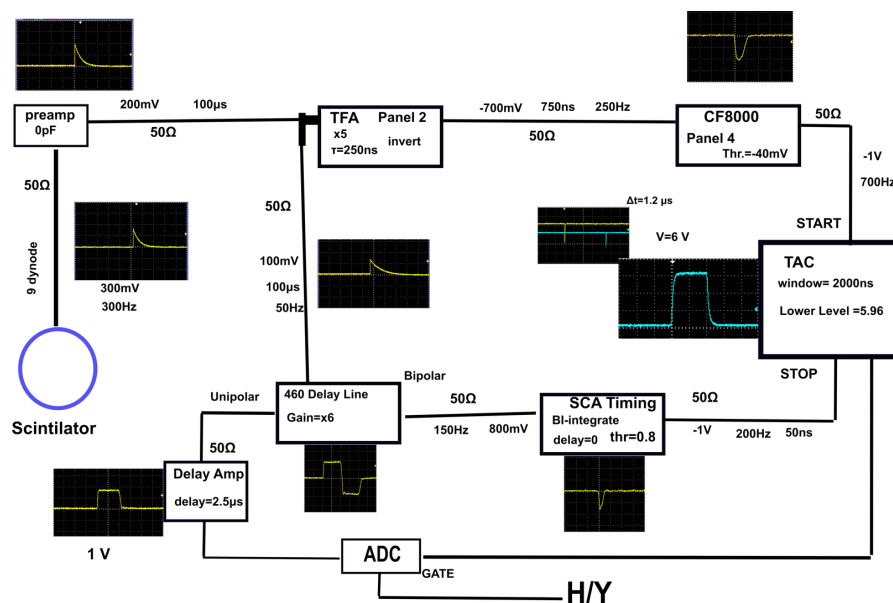 preamp
0pF
200mV 100µs
50Ω
TFA Panel 2
x5 invert
τ=250ns
-700mV 750ns 250Hz
50Ω
CF8000
Panel 4
Thr.=-40mV
50Ω
-1V
700Hz
START
50Ω
9 dynode
300mV
300Hz
Scintilator
50Ω
100mV
100µs
50Hz
Δt=1.2 µs
V=6 V
TAC
window= 2000ns
Lower Level =5.96
STOP
Unipolar
Bipolar
460 Delay Line
Gain=x6
50Ω
150Hz 800mV
SCA Timing
BI-integrate
delay=0 thr=0.8
50Ω
-1V 200Hz 50ns
50Ω
Delay Amp
delay=2.5µs
1 V
ADC
GATE
H/Y